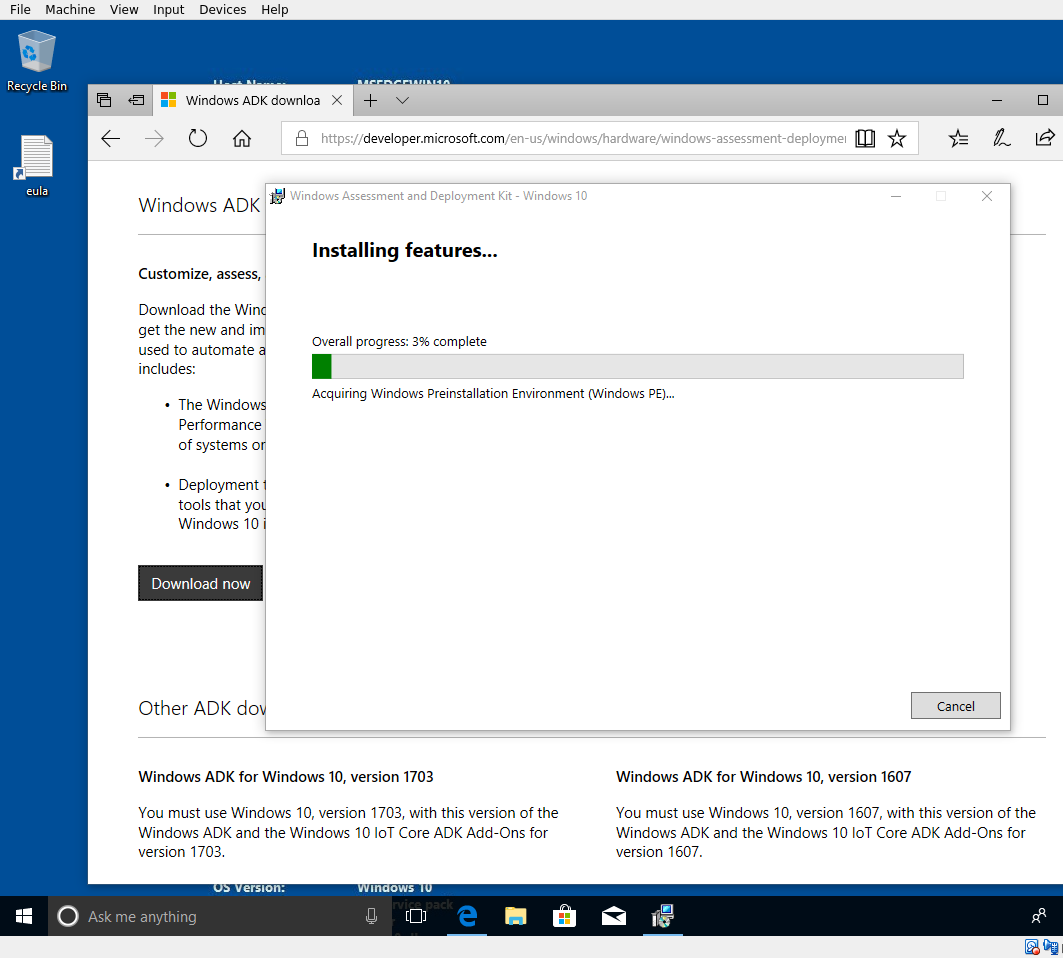 File Machine View Input Devices Help
Recycle Bin
Host Name: MSEDGEWIN10
Windows ADK downloa
https://developer.microsoft.com/en-us/windows/hardware/windows-assessment-deployme
eula
Windows ADK
Windows Assessment and Deployment Kit - Windows 10
Installing features...
Customize, assess,
Download the Wind
get the new and im
used to automate a
includes:
Overall progress: 3% complete
Acquiring Windows Preinstallation Environment (Windows PE)...
• The Windows
Performance
of systems or
• Deployment t
tools that you
Windows 10 i
Download now
Other ADK dow
Cancel
Windows ADK for Windows 10, version 1703
You must use Windows 10, version 1703, with this version of the
Windows ADK and the Windows 10 IoT Core ADK Add-Ons for
version 1703.
Windows ADK for Windows 10, version 1607
You must use Windows 10, version 1607, with this version of the
Windows ADK and the Windows 10 IoT Core ADK Add-Ons for
version 1607.
OS Version: Windows 10
Ask me anything